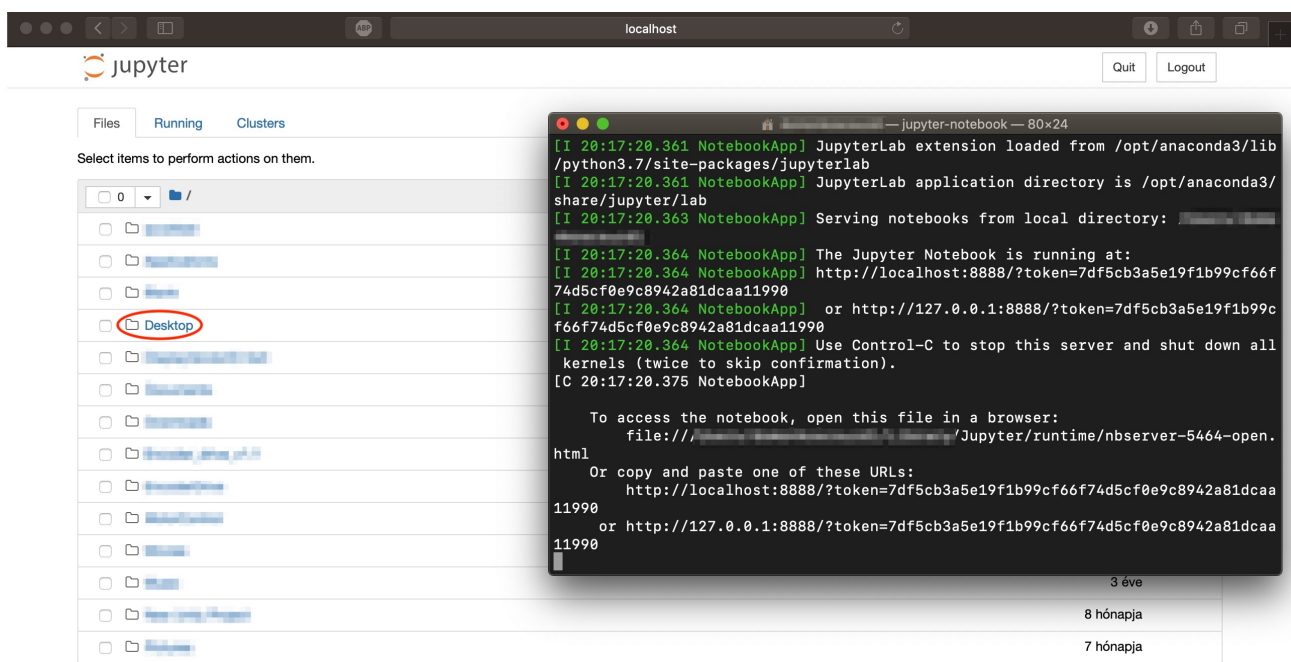 ABP
localhost
jupyter
Quit
Logout
Files
Running
Clusters
Select items to perform actions on them.
0
/
Desktop
3 éve
8 hónapja
7 hónapja
— jupyter-notebook — 80×24
[I 20:17:20.361 NotebookApp] JupyterLab extension loaded from /opt/anaconda3/lib
/python3.7/site-packages/jupyterlab
[I 20:17:20.361 NotebookApp] JupyterLab application directory is /opt/anaconda3/
share/jupyter/lab
[I 20:17:20.363 NotebookApp] Serving notebooks from local directory:
[I 20:17:20.364 NotebookApp] The Jupyter Notebook is running at:
[I 20:17:20.364 NotebookApp] http://localhost:8888/?token=7df5cb3a5e19f1b99cf66f
74d5cf0e9c8942a81dcaa11990
[I 20:17:20.364 NotebookApp]  or http://127.0.0.1:8888/?token=7df5cb3a5e19f1b99c
f66f74d5cf0e9c8942a81dcaa11990
[I 20:17:20.364 NotebookApp] Use Control-C to stop this server and shut down all
kernels (twice to skip confirmation).
[C 20:17:20.375 NotebookApp]
To access the notebook, open this file in a browser:
file:// /Jupyter/runtime/nbserver-5464-open.
html
Or copy and paste one of these URLs:
http://localhost:8888/?token=7df5cb3a5e19f1b99cf66f74d5cf0e9c8942a81dcaa
11990
or http://127.0.0.1:8888/?token=7df5cb3a5e19f1b99cf66f74d5cf0e9c8942a81dcaa
11990